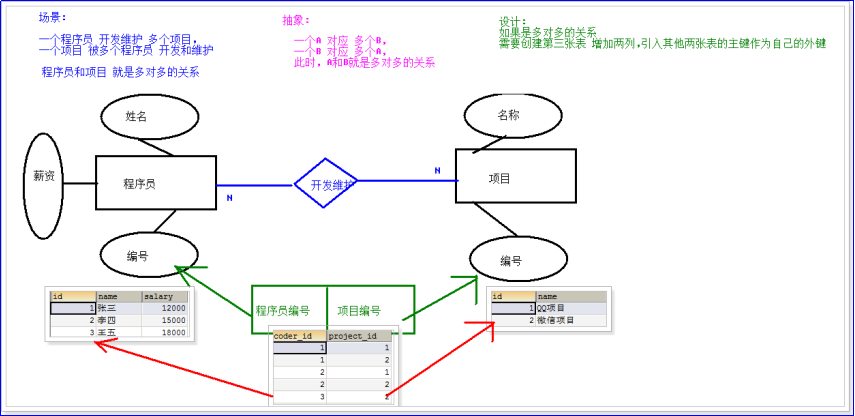 场景:
一个程序员 开发维护 多个项目,
一个项目 被多个程序员 开发和维护
程序员和项目 就是多对多的关系
抽象:
一个A 对应 多个B,
一个B 对应 多个A,
此时, A和B就是多对多的关系
设计:
如果是多对多的关系
需要创建第三张表 增加两列,引入其他两张表的主键作为自己的外键
姓名
名称
薪资
程序员
N
开发维护
N
项目
编号
编号
程序员编号 项目编号
id name salary
1 张三 12000
2 李四 15000
3 王五 18000
coder_id project_id
1 1
1 2
2 1
2 2
3 2
id name
1 QQ项目
2 微信项目